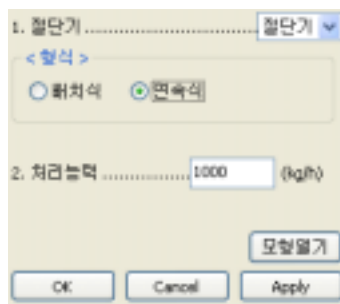 1. 절단기 ........................................ 절단기
< 형식 >
배치식 연속식
2. 처리능력 .................... 1000 (kg/h)
모형열기
OK Cancel Apply